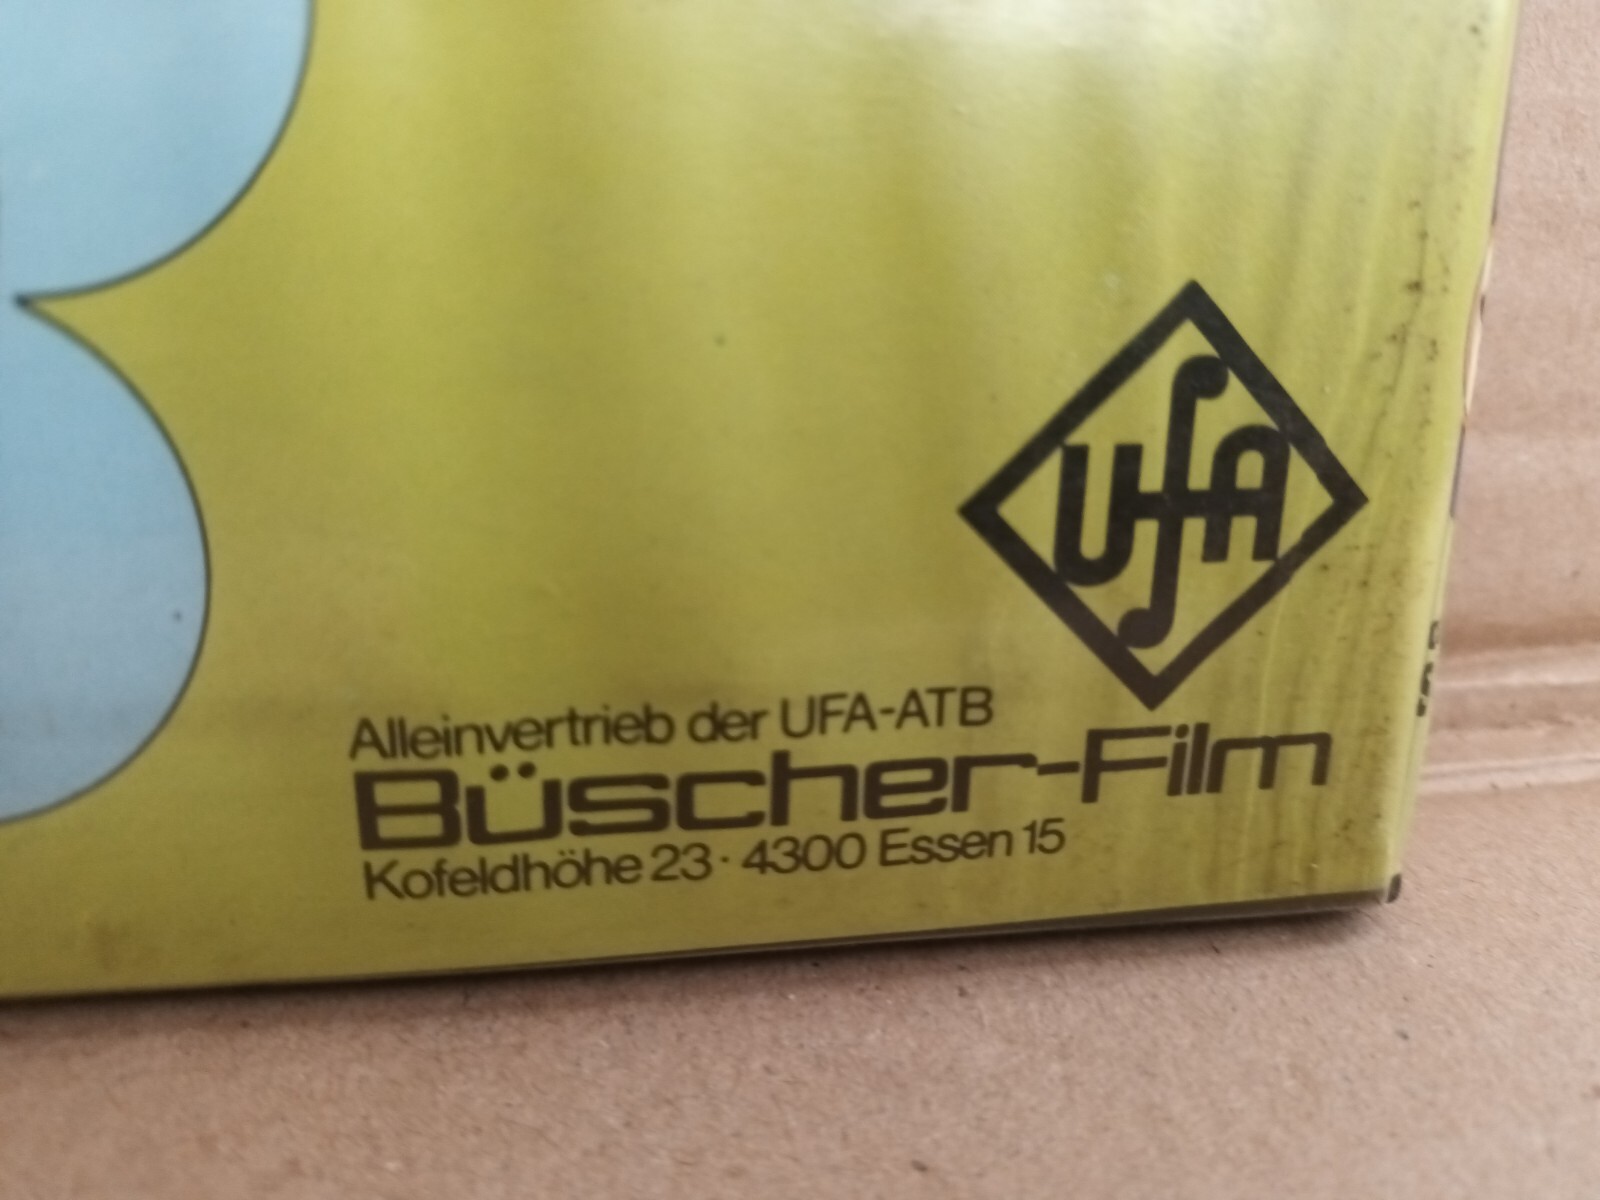 UFA
Alleinvertrieb der UFA-ATB
Büscher-Film
Kofeldhöhe 23 · 4300 Essen 15